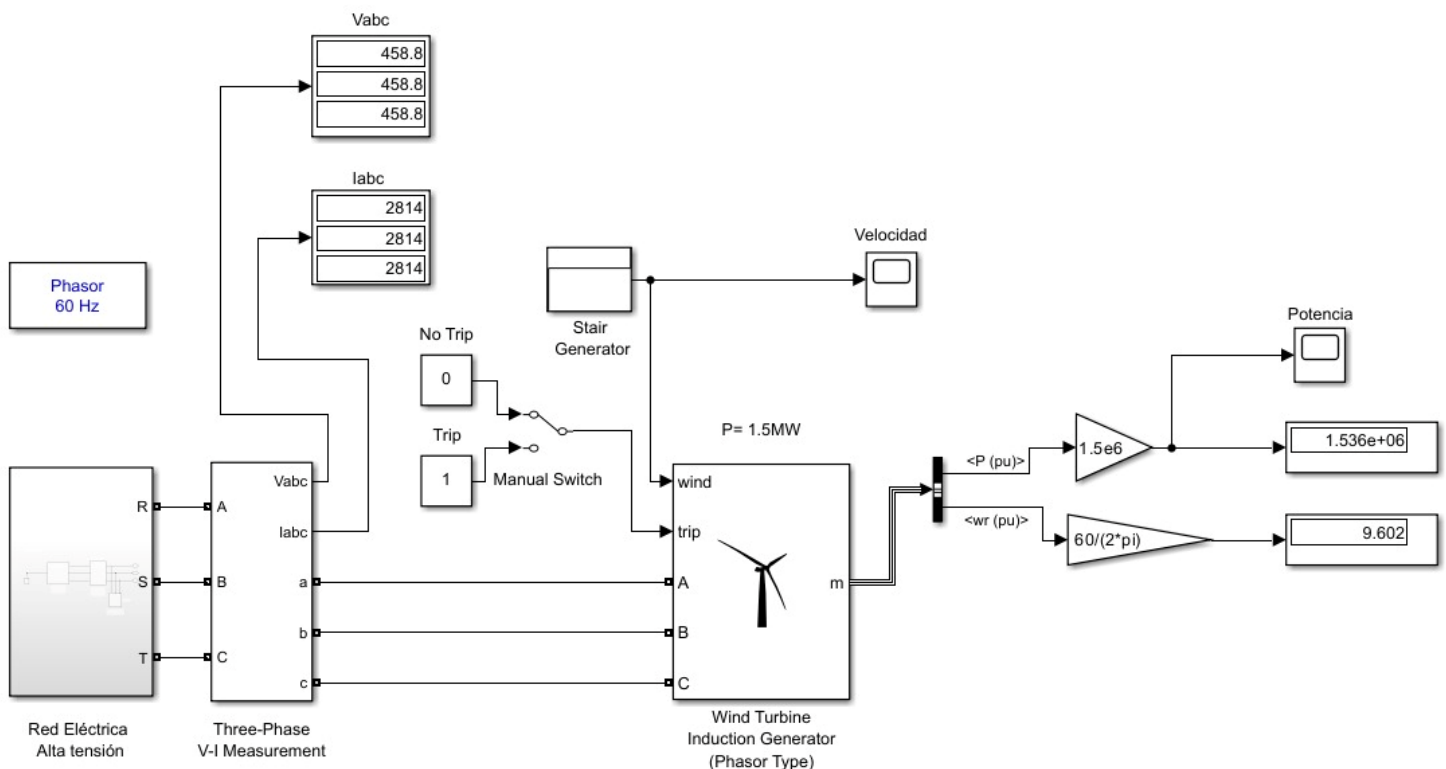 Vabc
458.8
458.8
458.8
Iabc
2814
2814
2814
Phasor
60 Hz
Velocidad
Stair
Generator
No Trip
0
Trip
1
Manual Switch
Potencia
P= 1.5MW
<P (pu)>
1.5e6
1.536e+06
<wr (pu)>
60/(2*pi)
9.602
R
S
T
A
B
C
Vabc
Iabc
a
b
c
wind
trip
A
B
C
m
Red Eléctrica
Alta tensión
Three-Phase
V-I Measurement
Wind Turbine
Induction Generator
(Phasor Type)